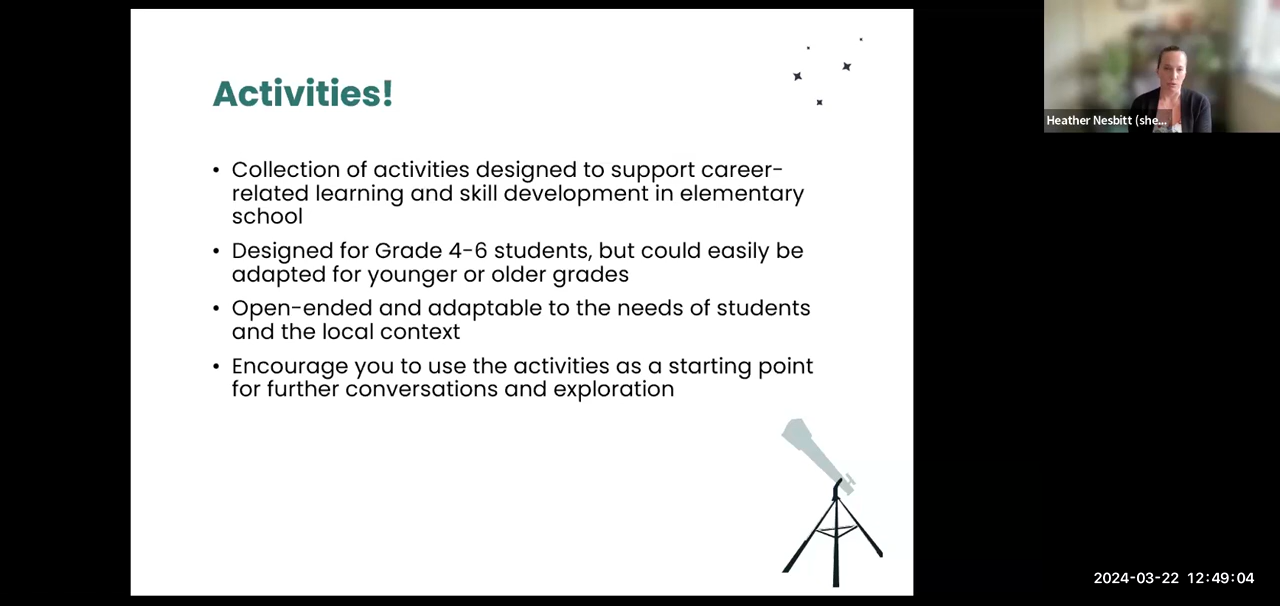 Activities!
• Collection of activities designed to support career-
related learning and skill development in elementary
school
• Designed for Grade 4-6 students, but could easily be
adapted for younger or older grades
• Open-ended and adaptable to the needs of students
and the local context
• Encourage you to use the activities as a starting point
for further conversations and exploration
Heather Nesbitt (she...
2024-03-22 12:49:04